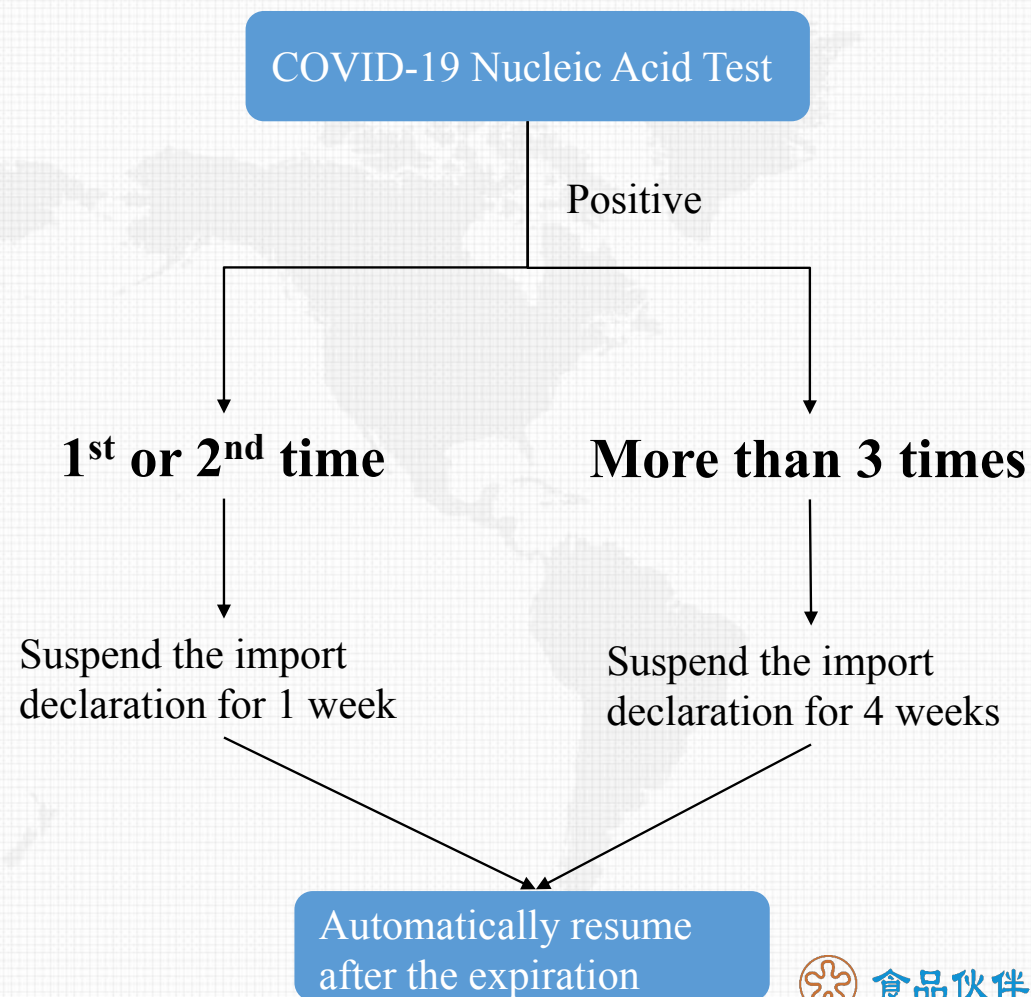 COVID-19 Nucleic Acid Test
Positive
1st or 2nd time
More than 3 times
Suspend the import
declaration for 1 week
Suspend the import
declaration for 4 weeks
Automatically resume
after the expiration
食品伙伴